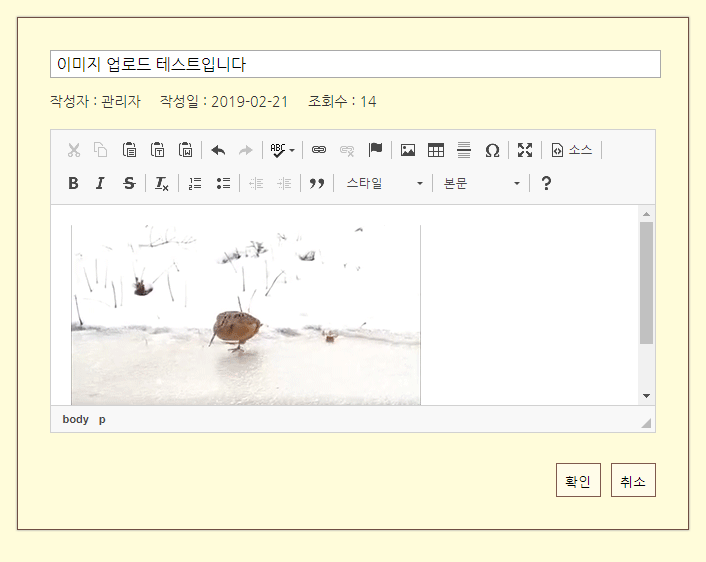 이미지 업로드 테스트입니다
작성자 : 관리자 작성일 : 2019-02-21 조회수 : 14
ABC 소스
B I S Ix 스타일 본문 ?
body p
확인 취소